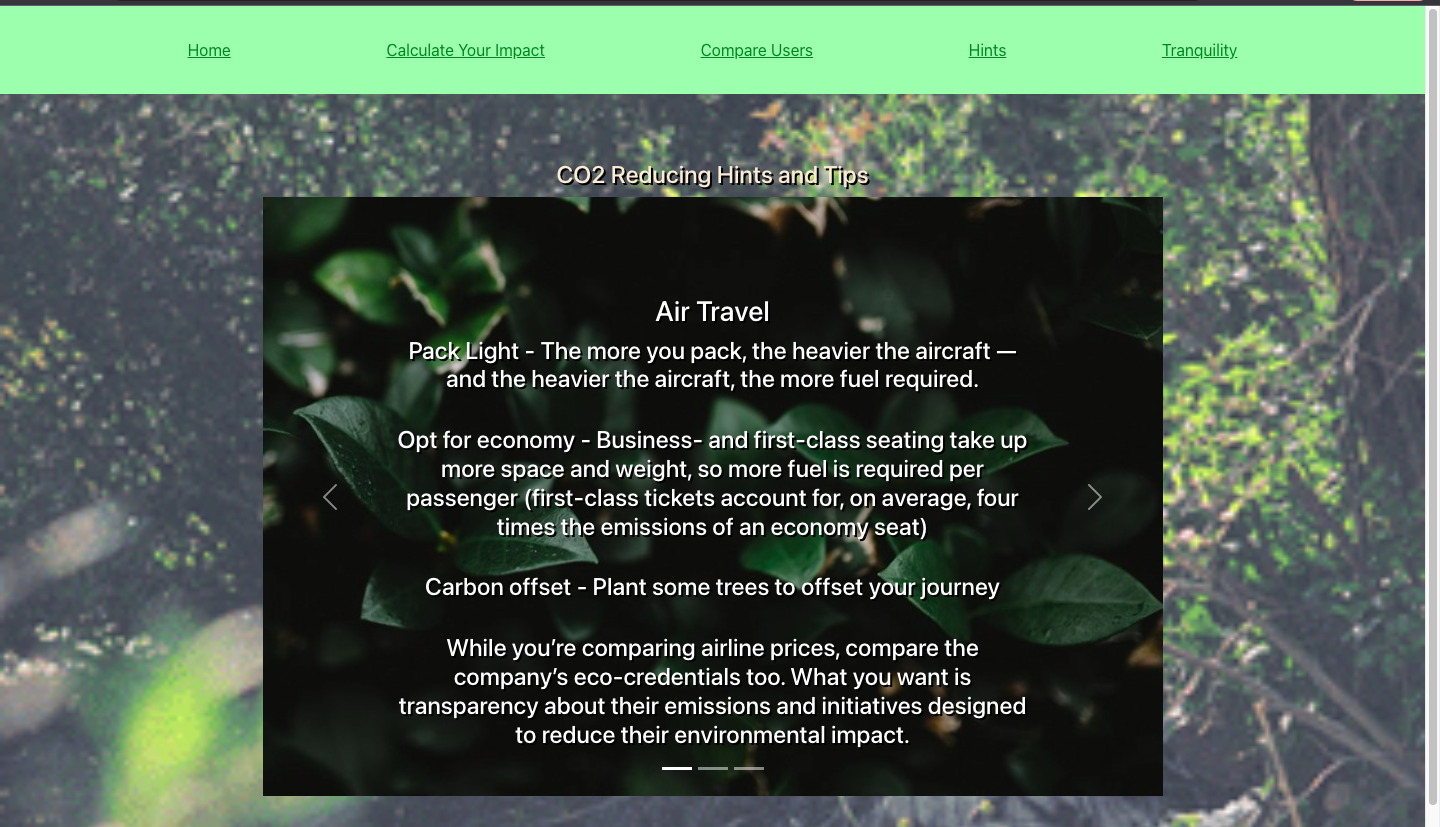 Home Calculate Your Impact Compare Users Hints Tranquility
CO2 Reducing Hints and Tips
Air Travel
Pack Light - The more you pack, the heavier the aircraft —
and the heavier the aircraft, the more fuel required.
Opt for economy - Business- and first-class seating take up
more space and weight, so more fuel is required per
passenger (first-class tickets account for, on average, four
times the emissions of an economy seat)
Carbon offset - Plant some trees to offset your journey
While you’re comparing airline prices, compare the
company’s eco-credentials too. What you want is
transparency about their emissions and initiatives designed
to reduce their environmental impact.